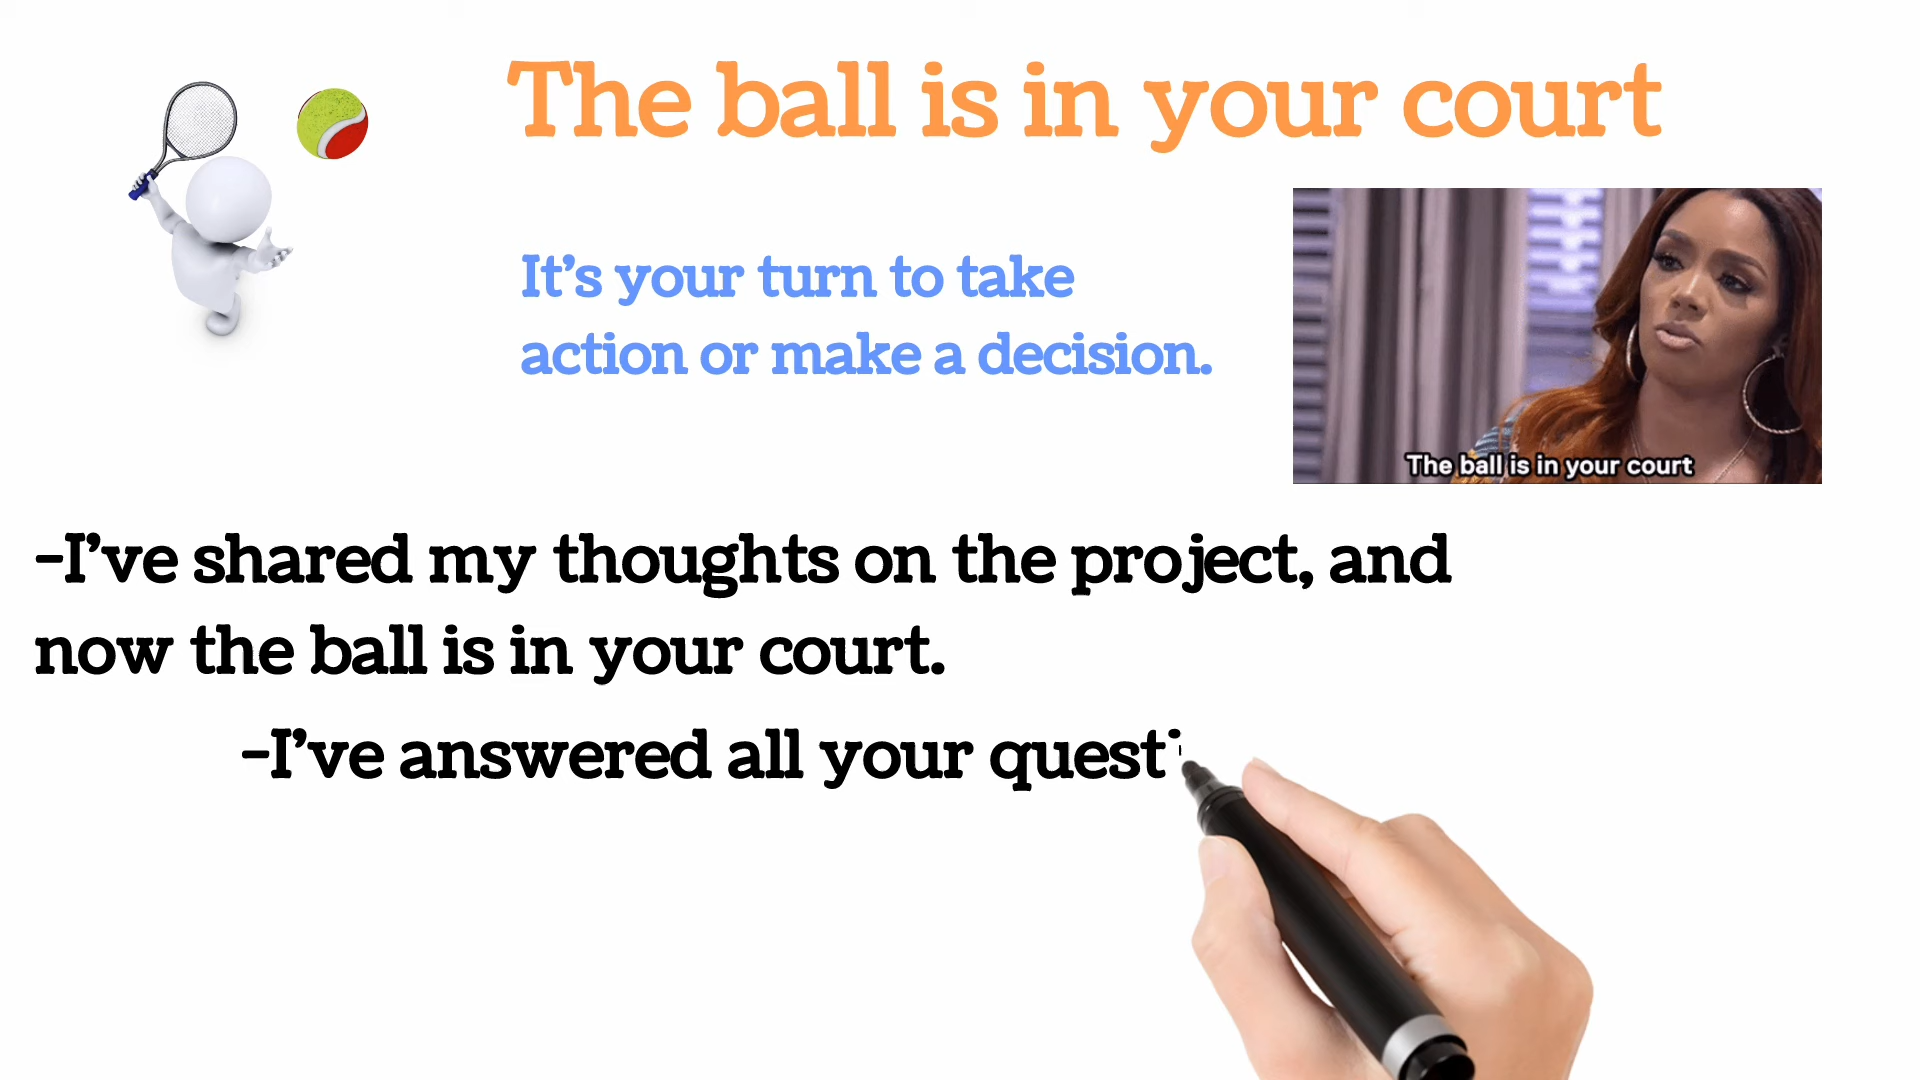 The ball is in your court
It's your turn to take
action or make a decision.
The ball is in your court
-I've shared my thoughts on the project, and
now the ball is in your court.
-I've answered all your questi